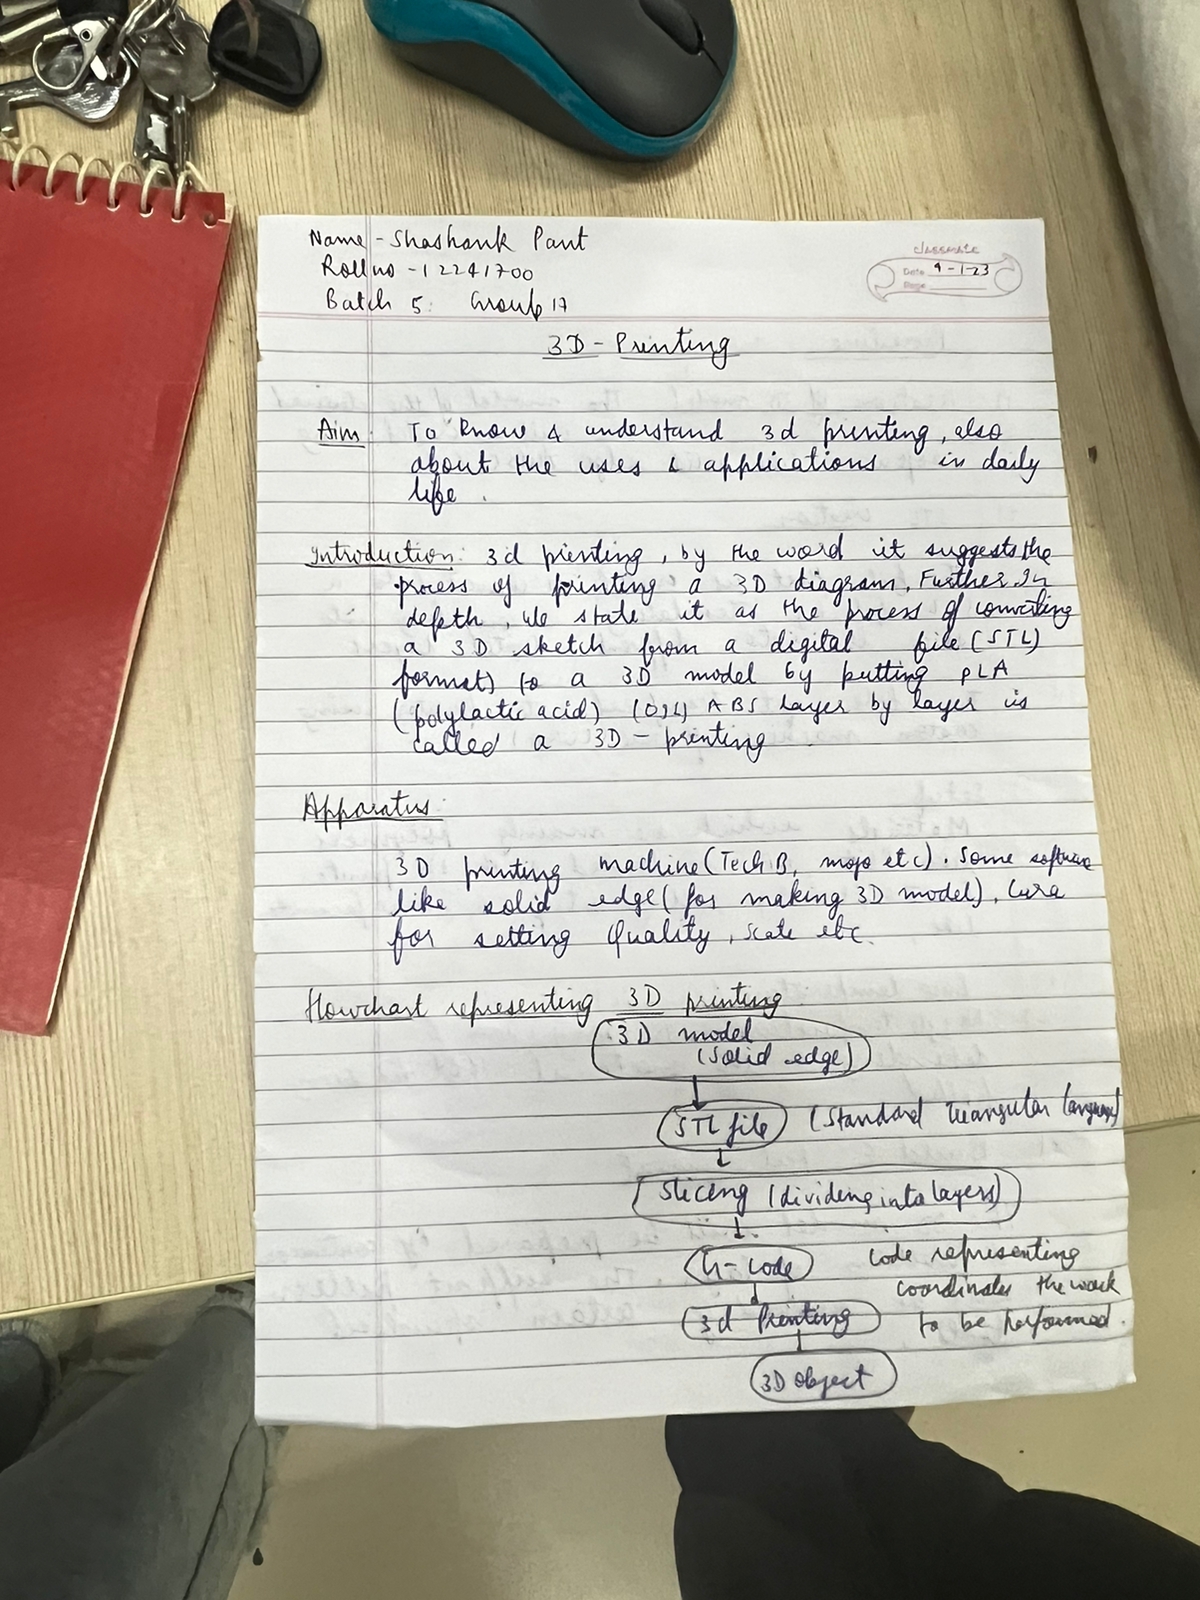 Name - Shashank Pant
Roll no - 12241700
Batch 5: Group 17
classmate
Date 4-1-23
Page
3D - Printing
Aim: To know & understand 3d printing, also
about the uses & applications in daily
life.
Introduction: 3d printing, by the word it suggests the
process of printing a 3D diagram. Further In
depth, We state it as the process of converting
a 3D sketch from a digital file (STL)
format) to a 3D model by putting PLA
(polylactic acid) (or) ABS layer by layer is
called a 3D - printing
Apparatus:
3D printing machine (Tech B, mojo etc). Some software
like solid edge (for making 3D model), Cura
for setting Quality, scale etc.
Flowchart representing 3D printing
3D model
(solid edge)
STL file (Standard Triangular Language)
Slicing (dividing into layers)
G-code code representing
coordinates the work
3d Printing to be performed.
3D object